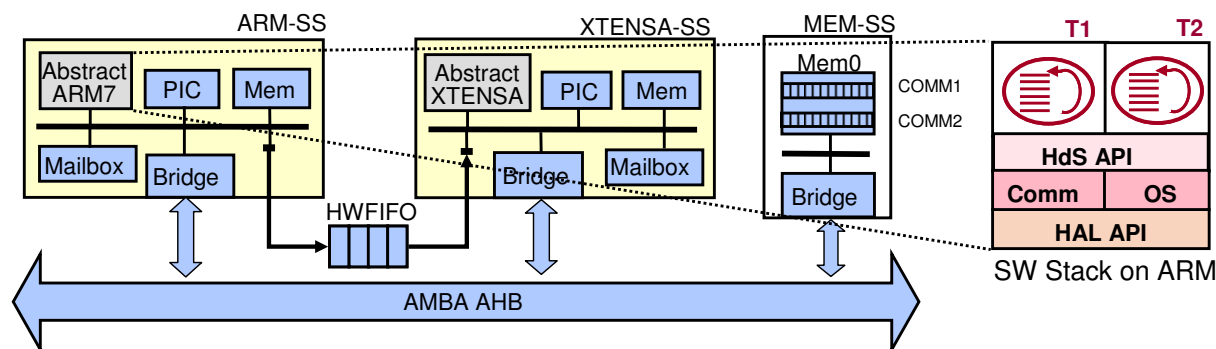 ARM-SS
XTENSA-SS
MEM-SS
T1
T2
Abstract
ARM7
PIC
Mem
Mailbox
Bridge
Abstract
XTENSA
PIC
Mem
Bridge
Mailbox
Mem0
COMM1
COMM2
Bridge
HdS API
Comm
OS
HAL API
SW Stack on ARM
HWFIFO
AMBA AHB